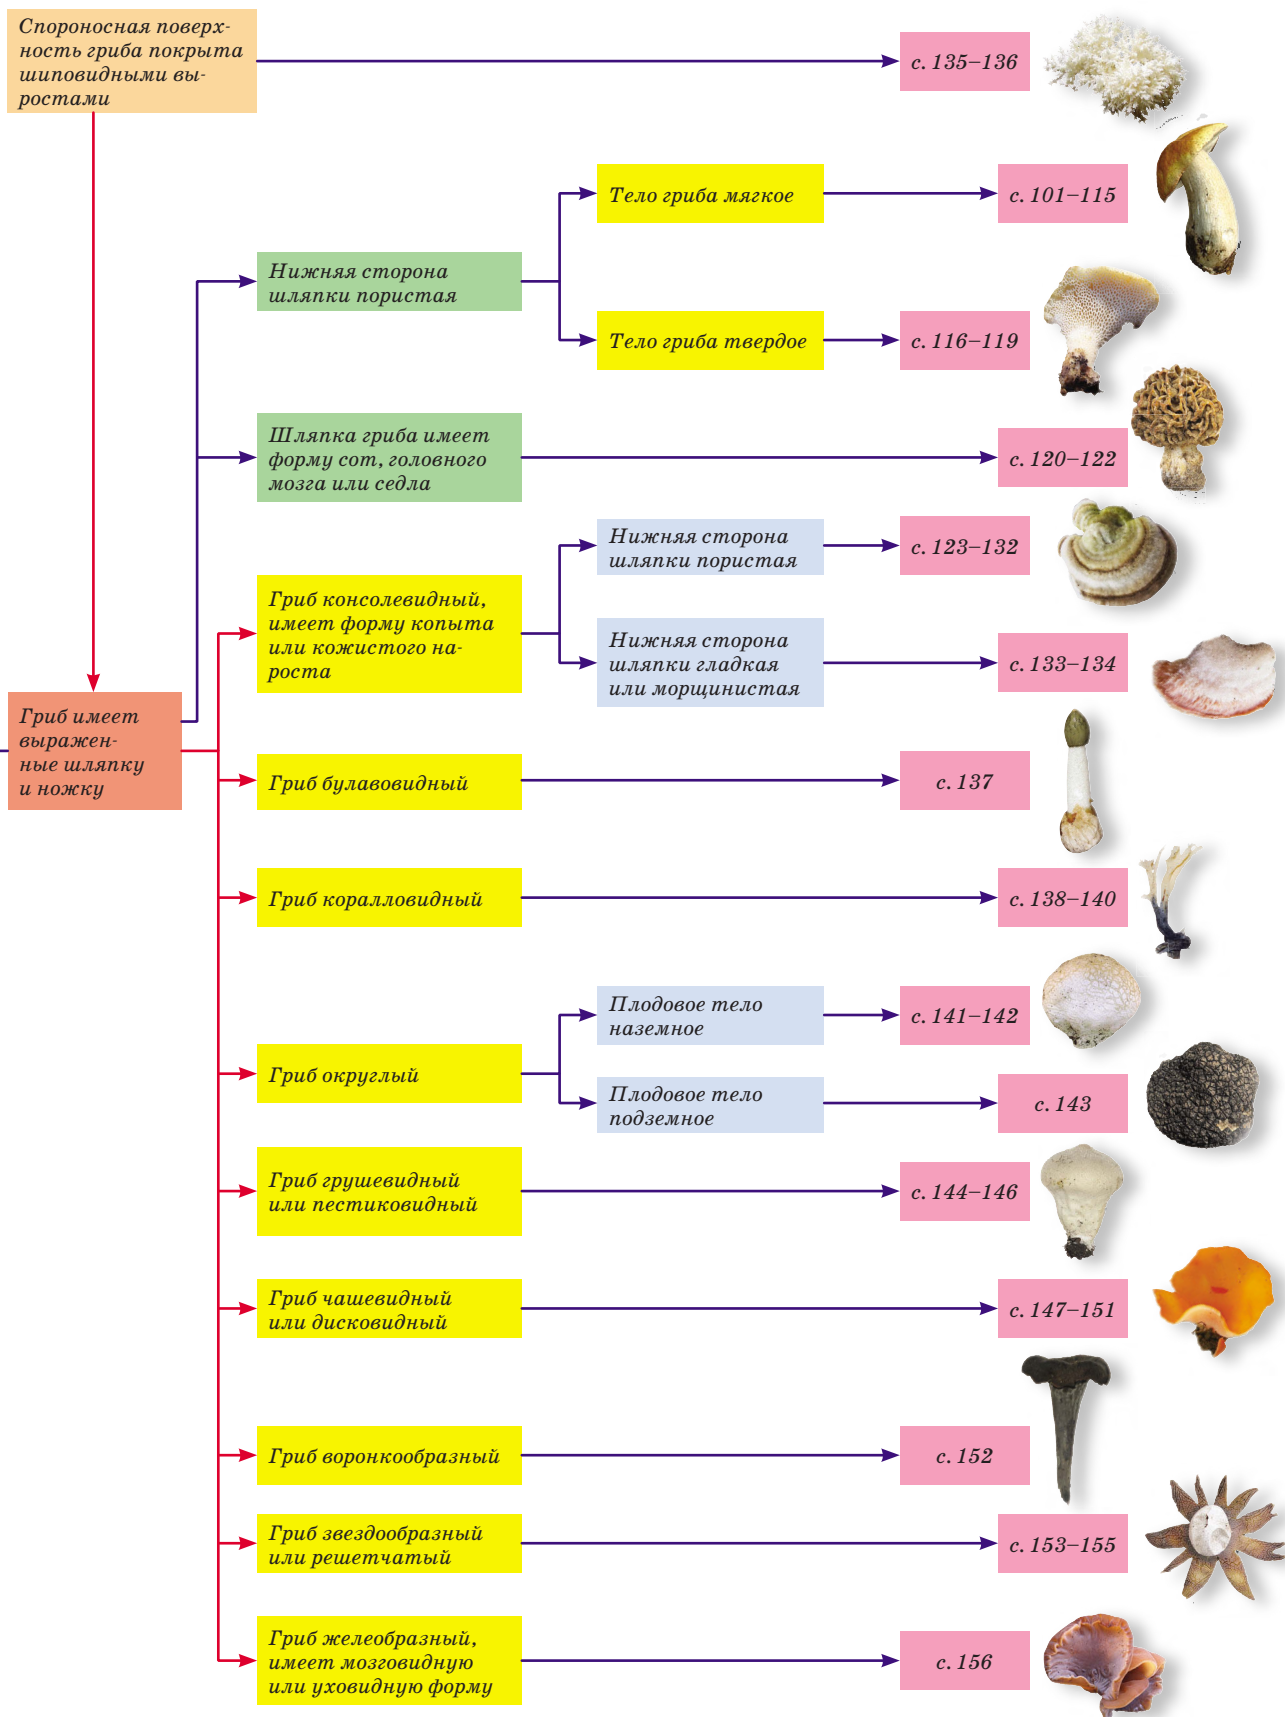 Спороносная поверх-
ность гриба покрыта
шиповидными вы-
ростами
с. 135–136
Тело гриба мягкое
с. 101–115
Нижняя сторона
шляпки пористая
Тело гриба твердое
с. 116–119
Шляпка гриба имеет
форму сот, головного
мозга или седла
с. 120–122
Нижняя сторона
шляпки пористая
с. 123–132
Гриб консолевидный,
имеет форму копыта
или кожистого на-
роста
Нижняя сторона
шляпки гладкая
или морщинистая
с. 133–134
Гриб имеет
выражен-
ные шляпку
и ножку
Гриб булавовидный
с. 137
Гриб коралловидный
с. 138–140
Плодовое тело
наземное
с. 141–142
Гриб округлый
Плодовое тело
подземное
с. 143
Гриб грушевидный
или пестиковидный
с. 144–146
Гриб чашевидный
или дисковидный
с. 147–151
Гриб воронкообразный
с. 152
Гриб звездообразный
или решетчатый
с. 153–155
Гриб желеобразный,
имеет мозговидную
или уховидную форму
с. 156